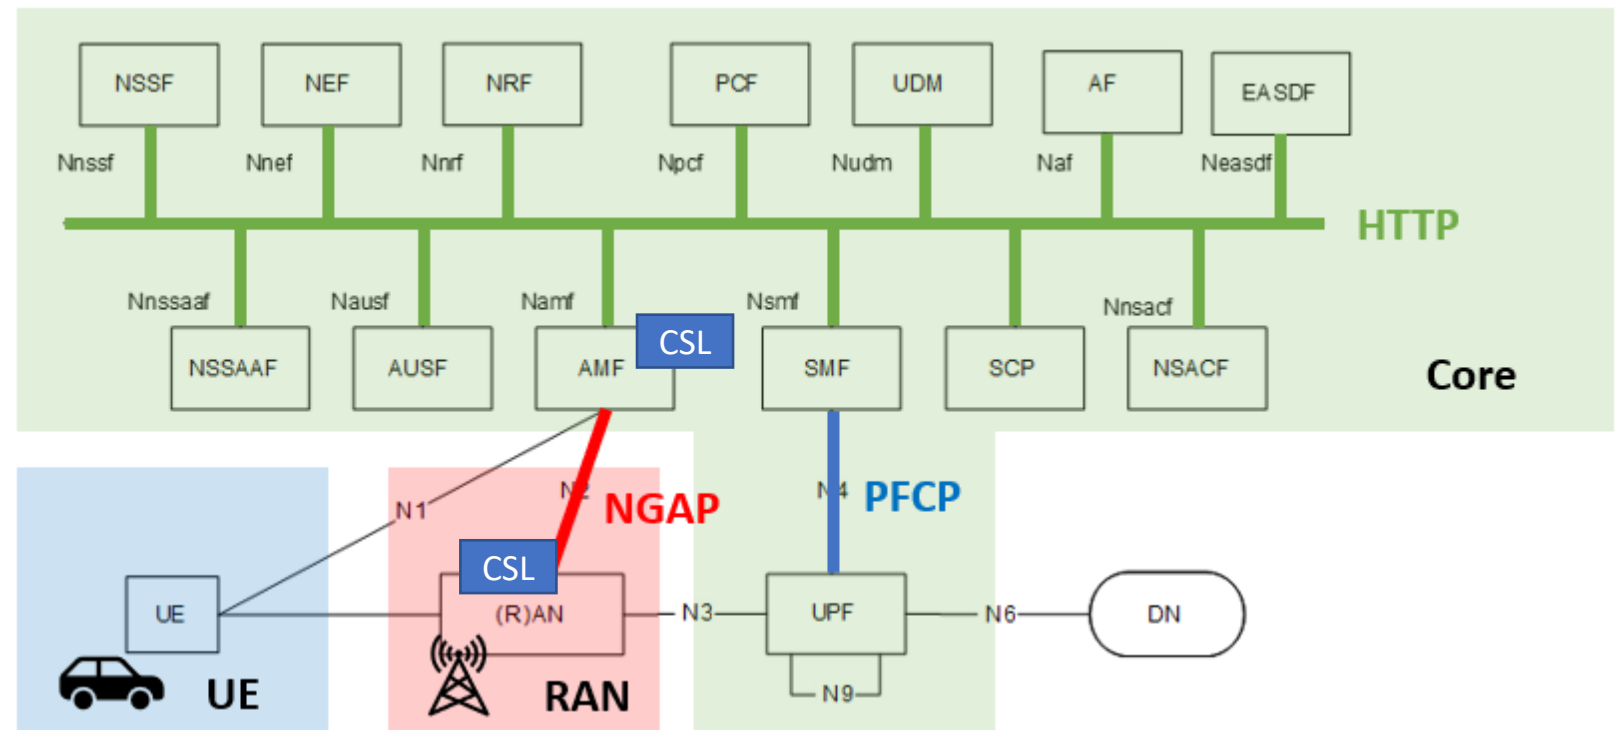 NSSF
NEF
NRF
PCF
UDM
AF
EASDF
Nnssf
Nnef
Nnrf
Npcf
Nudm
Naf
Neasdf
HTTP
Nnssaaf
Nausf
Namf
Nsmf
Nnsacf
CSL
NSSAAF
AUSF
AMF
SMF
SCP
NSACF
Core
N1
N2
NGAP
N4
PFCP
CSL
UE
(R)AN
N3
UPF
N6
DN
UE
RAN
N9